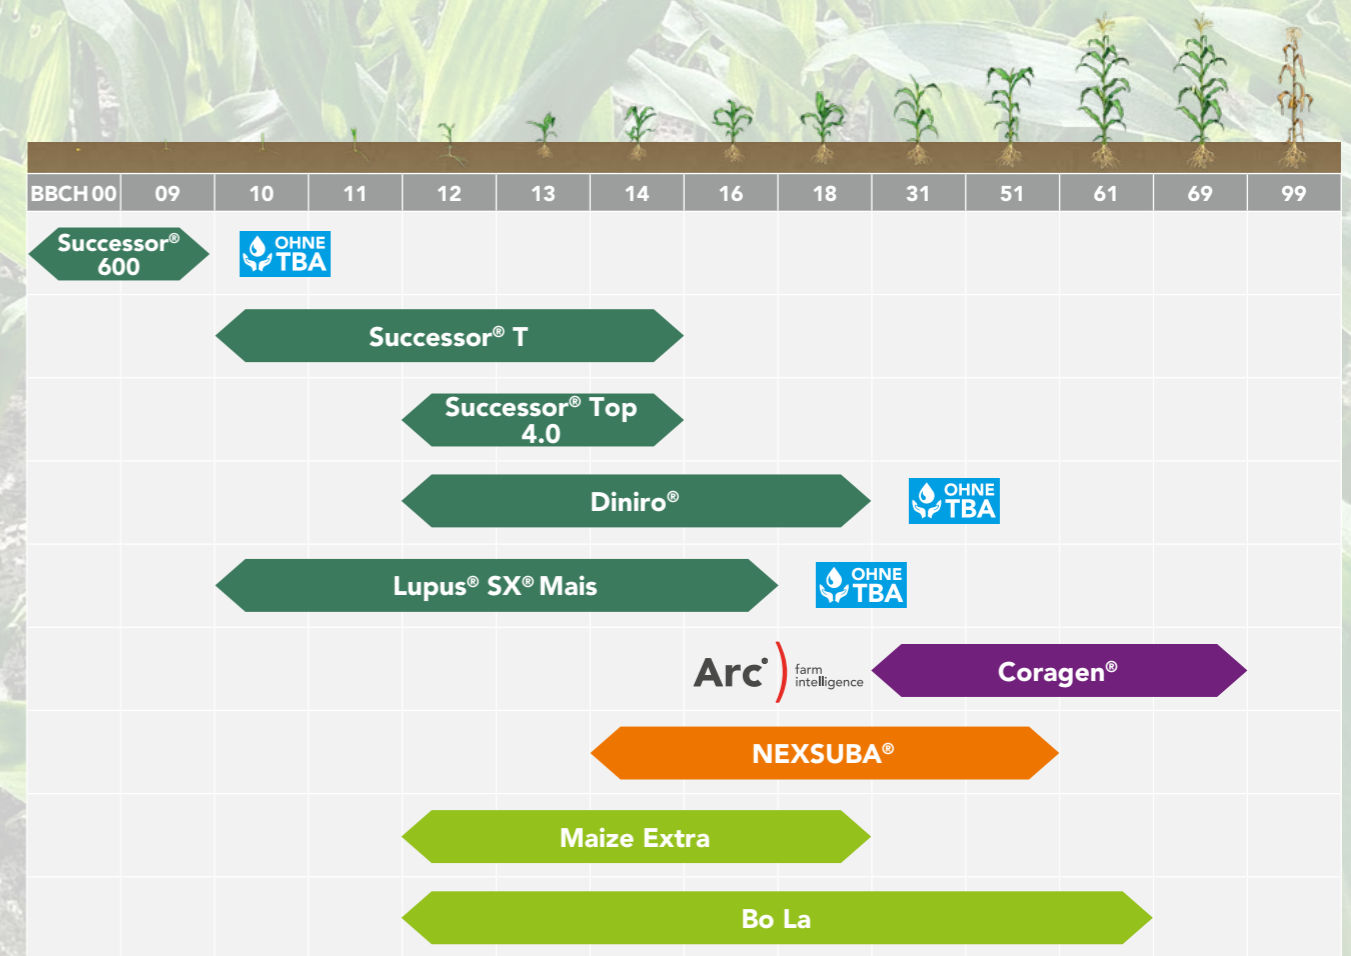 BBCH 00 09 10 11 12 13 14 16 18 31 51 61 69 99
Successor®
600
OHNE
TBA
Successor® T
Successor® Top
4.0
Diniro®
OHNE
TBA
Lupus® SX® Mais
OHNE
TBA
Arc
farm
intelligence
Coragen®
NEXSUBA®
Maize Extra
Bo La